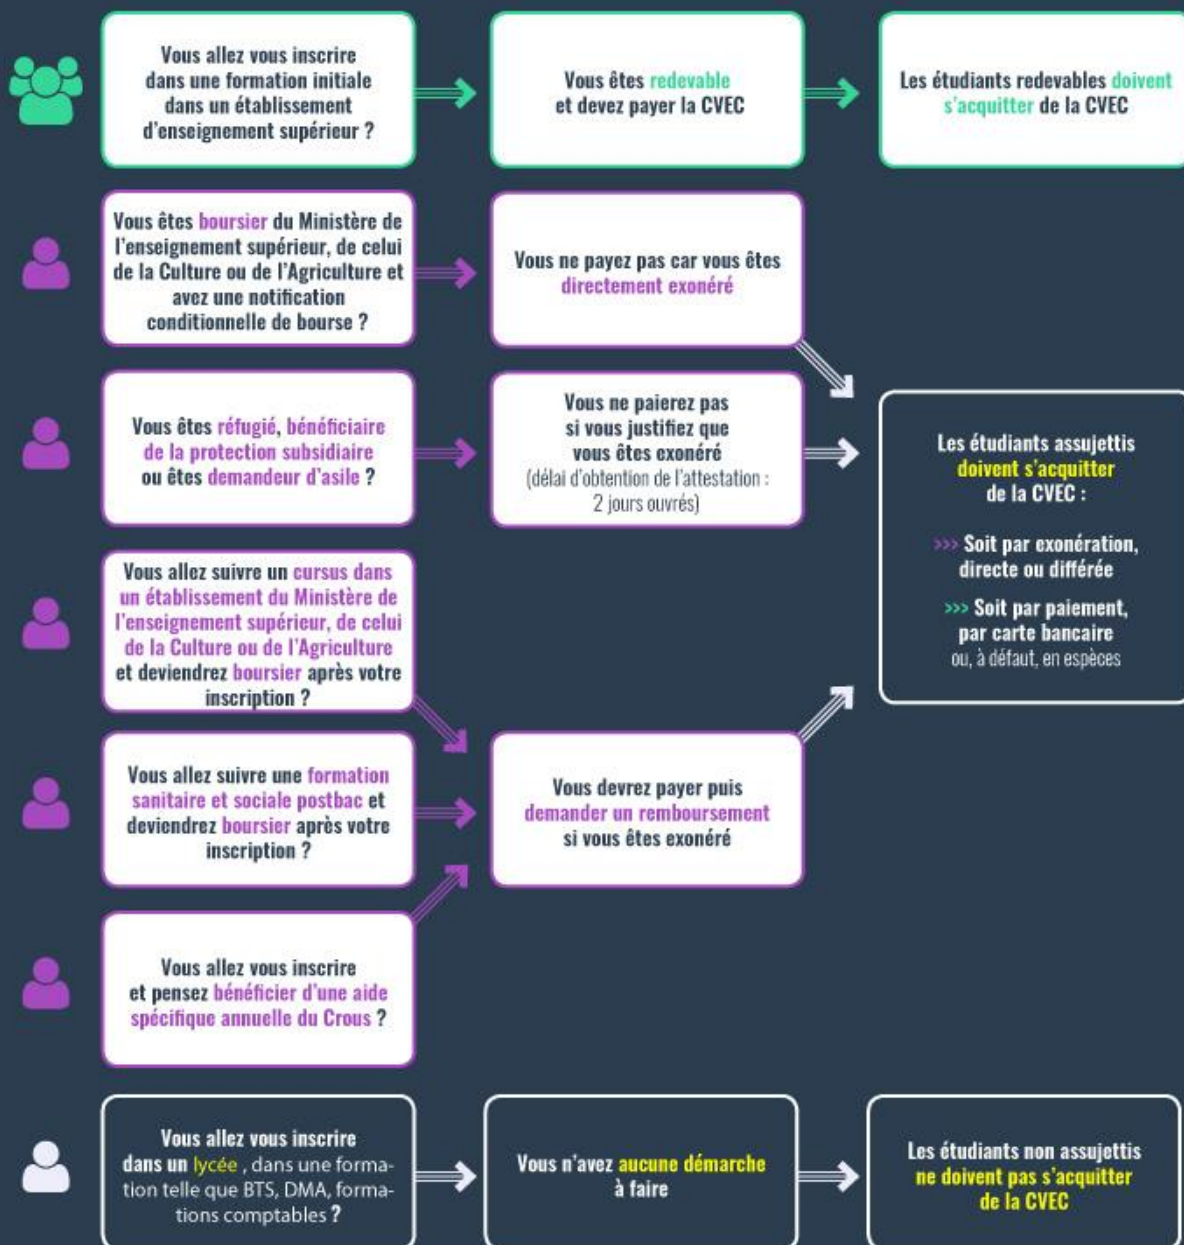 Vous allez vous inscrire
dans une formation initiale
dans un établissement
d'enseignement supérieur ?
Vous êtes redevable
et devez payer la CVEC
Les étudiants redevables doivent
s'acquitter de la CVEC
Vous êtes boursier du Ministère de
l'enseignement supérieur, de celui
de la Culture ou de l'Agriculture et
avez une notification
conditionnelle de bourse ?
Vous ne payez pas car vous êtes
directement exonéré
Vous êtes réfugié, bénéficiaire
de la protection subsidiaire
ou êtes demandeur d'asile ?
Vous ne paierez pas
si vous justifiez que
vous êtes exonéré
(délai d'obtention de l'attestation :
2 jours ouvrés)
Les étudiants assujettis
doivent s'acquitter
de la CVEC :
>>> Soit par exonération,
directe ou différée
>>> Soit par paiement,
par carte bancaire
ou, à défaut, en espèces
Vous allez suivre un cursus dans
un établissement du Ministère de
l'enseignement supérieur, de celui
de la Culture ou de l'Agriculture
et deviendrez boursier après votre
inscription ?
Vous allez suivre une formation
sanitaire et sociale postbac et
deviendrez boursier après votre
inscription ?
Vous devrez payer puis
demander un remboursement
si vous êtes exonéré
Vous allez vous inscrire
et pensez bénéficier d'une aide
spécifique annuelle du Crous ?
Vous allez vous inscrire
dans un lycée , dans une forma-
tion telle que BTS, DMA, forma-
tions comptables ?
Vous n'avez aucune démarche
à faire
Les étudiants non assujettis
ne doivent pas s'acquitter
de la CVEC